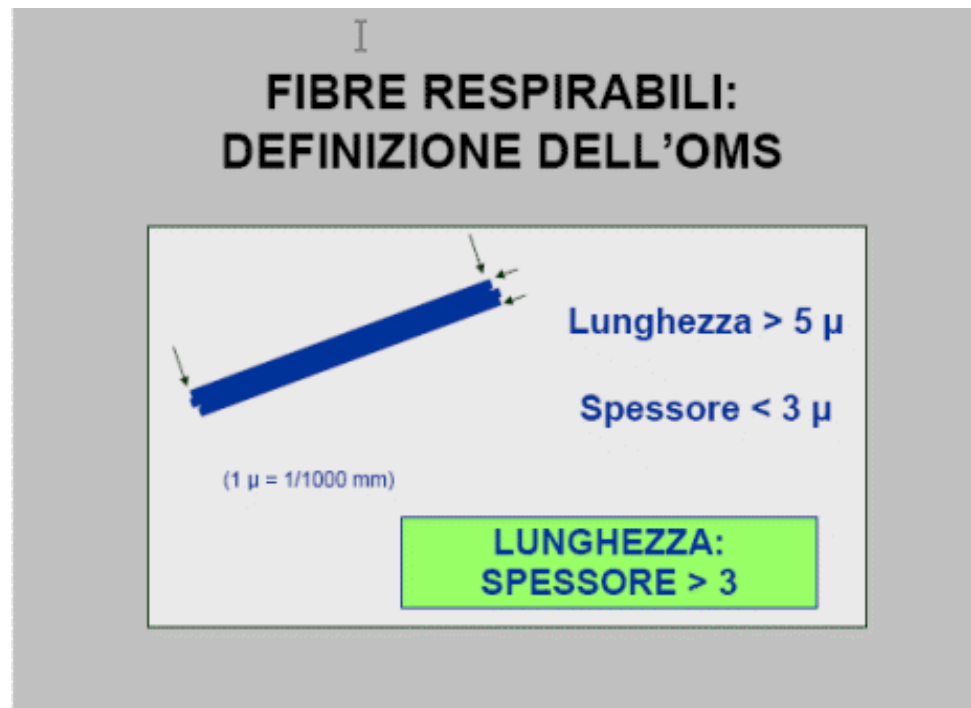 FIBRE RESPIRABILI:
DEFINIZIONE DELL’OMS
Lunghezza > 5 µ
Spessore < 3 µ
(1 µ = 1/1000 mm)
LUNGHEZZA:
SPESSORE > 3